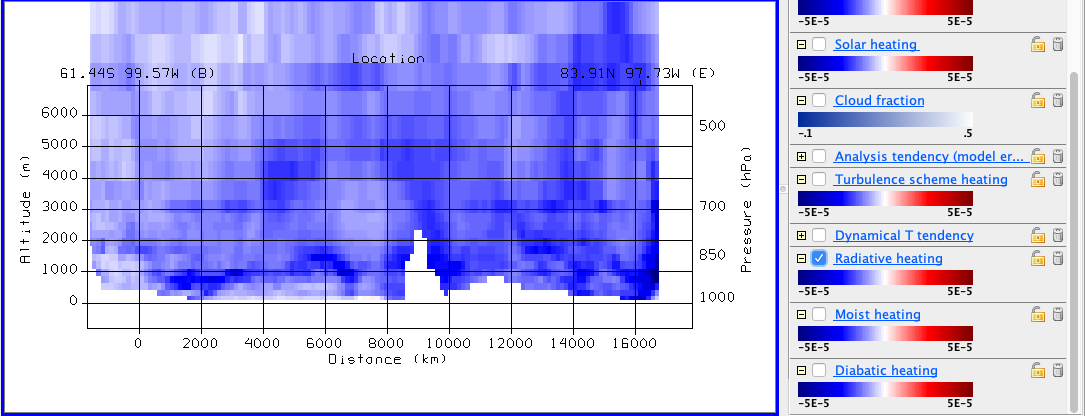 Location
61.44S 99.57W (B)
83.91N 97.73W (E)
Altitude (m)
6000
5000
4000
3000
2000
1000
0
500
700
850
1000
Pressure (hPa)
0 2000 4000 6000 8000 10000 12000 14000 16000
Distance (km)
-5E-5 5E-5
Solar heating
-5E-5 5E-5
Cloud fraction
-.1 .5
Analysis tendency (model er...
Turbulence scheme heating
-5E-5 5E-5
Dynamical T tendency
Radiative heating
-5E-5 5E-5
Moist heating
-5E-5 5E-5
Diabatic heating
-5E-5 5E-5